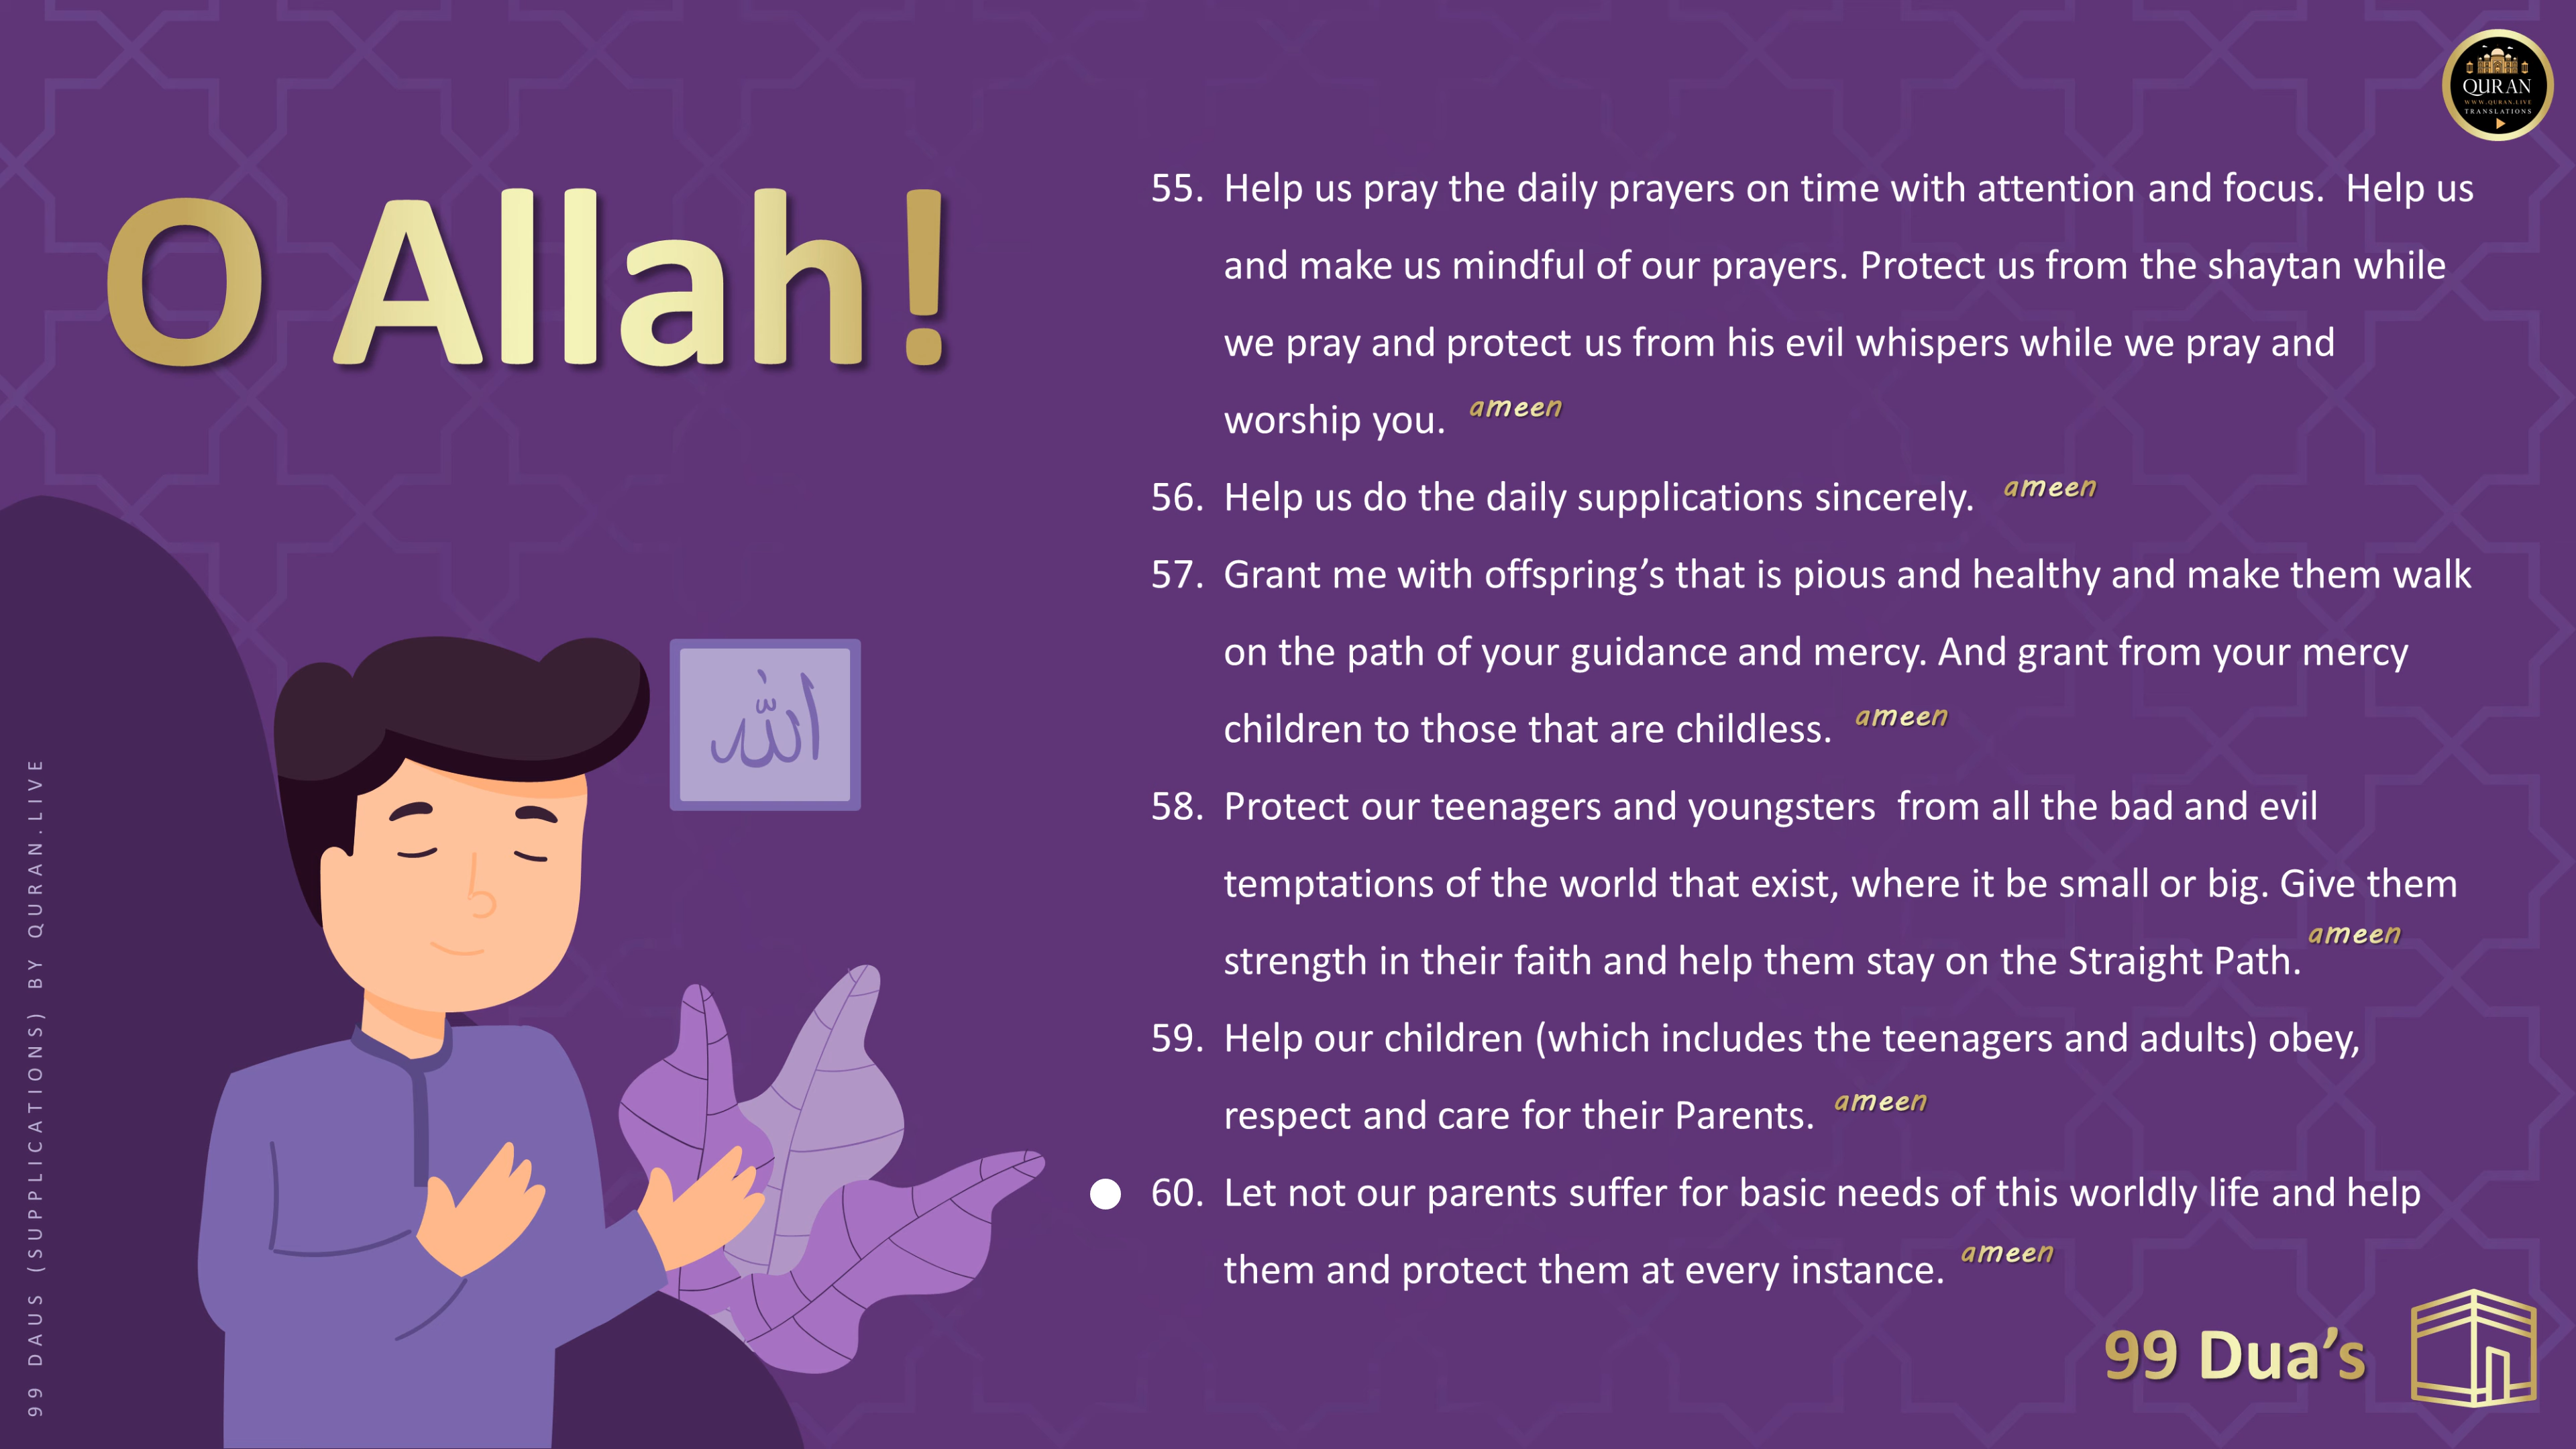 QURAN
WWW.QURAN.LIVE
TRANSLATIONS
O Allah!
الله
99 DAUS (SUPPLICATIONS) BY QURAN.LIVE
55. Help us pray the daily prayers on time with attention and focus.  Help us
and make us mindful of our prayers. Protect us from the shaytan while
we pray and protect us from his evil whispers while we pray and
worship you. ameen
56. Help us do the daily supplications sincerely. ameen
57. Grant me with offspring’s that is pious and healthy and make them walk
on the path of your guidance and mercy. And grant from your mercy
children to those that are childless. ameen
58. Protect our teenagers and youngsters  from all the bad and evil
temptations of the world that exist, where it be small or big. Give them
strength in their faith and help them stay on the Straight Path. ameen
59. Help our children (which includes the teenagers and adults) obey,
respect and care for their Parents. ameen
60. Let not our parents suffer for basic needs of this worldly life and help
them and protect them at every instance. ameen
99 Dua’s